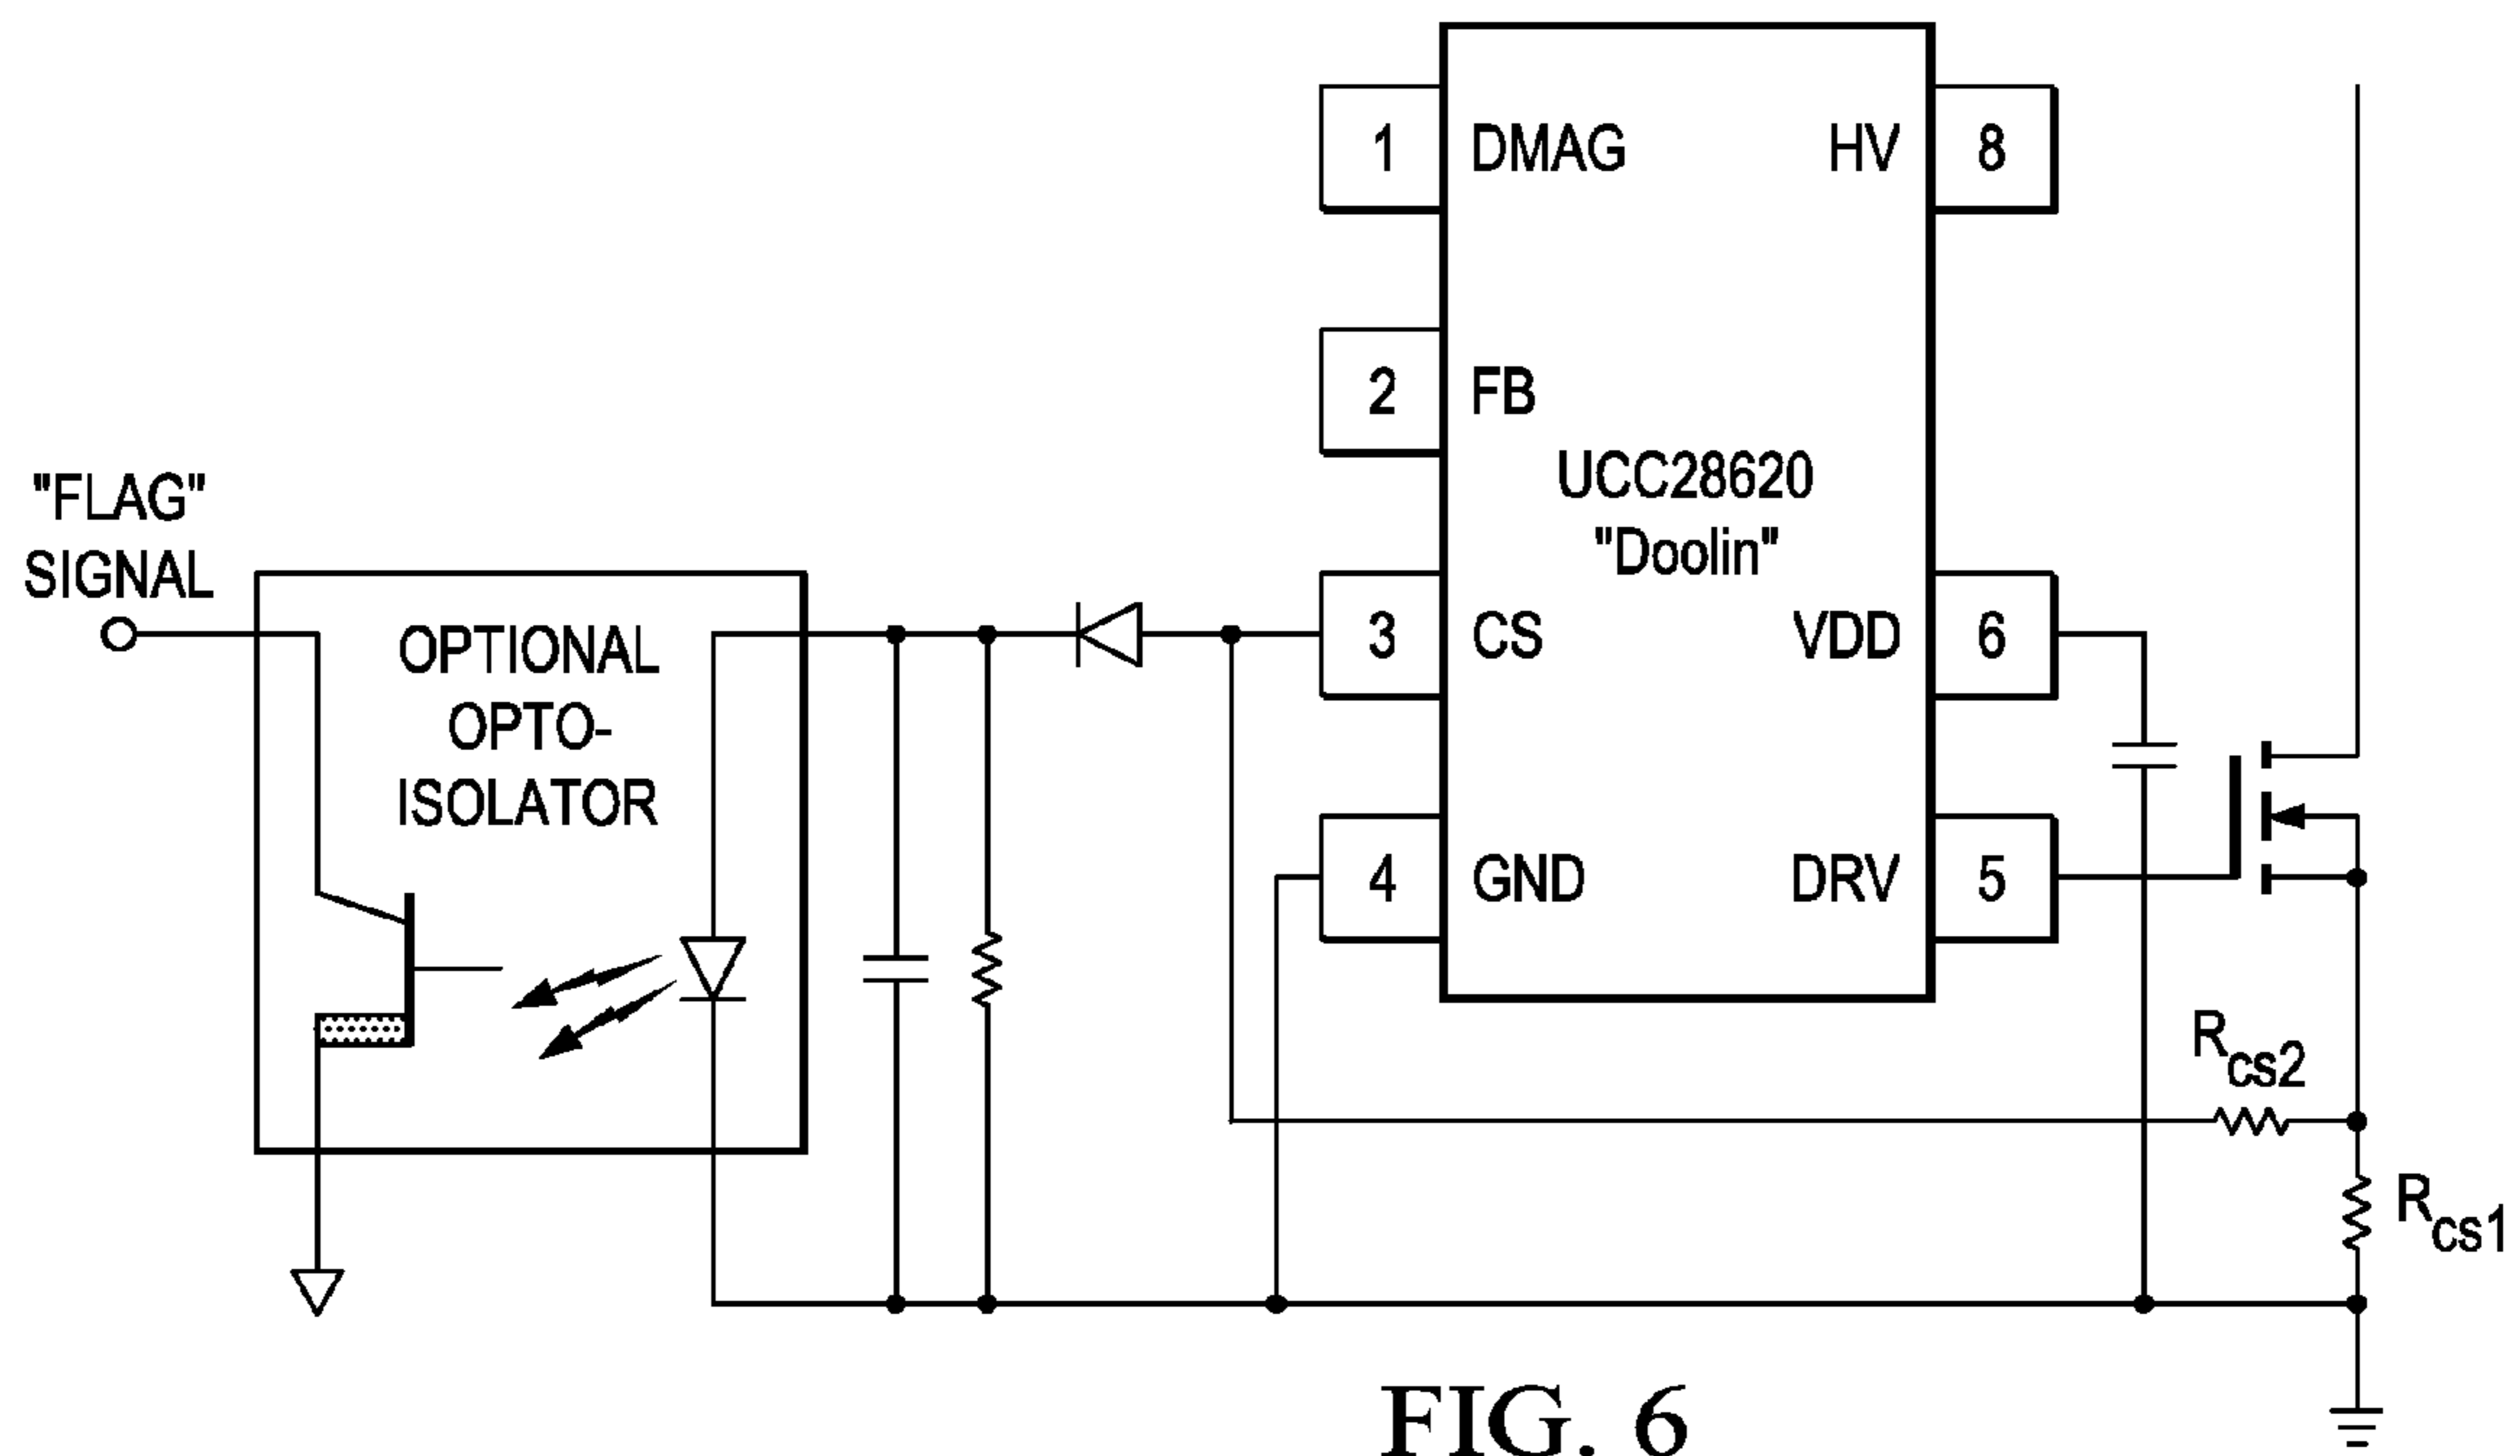 1
DMAG
HV
8
2
FB
UCC28620
"Doolin"
"FLAG"
SIGNAL
OPTIONAL
OPTO-
ISOLATOR
3
CS
VDD
6
4
GND
DRV
5
Rcs2
Rcs1
FIG. 6